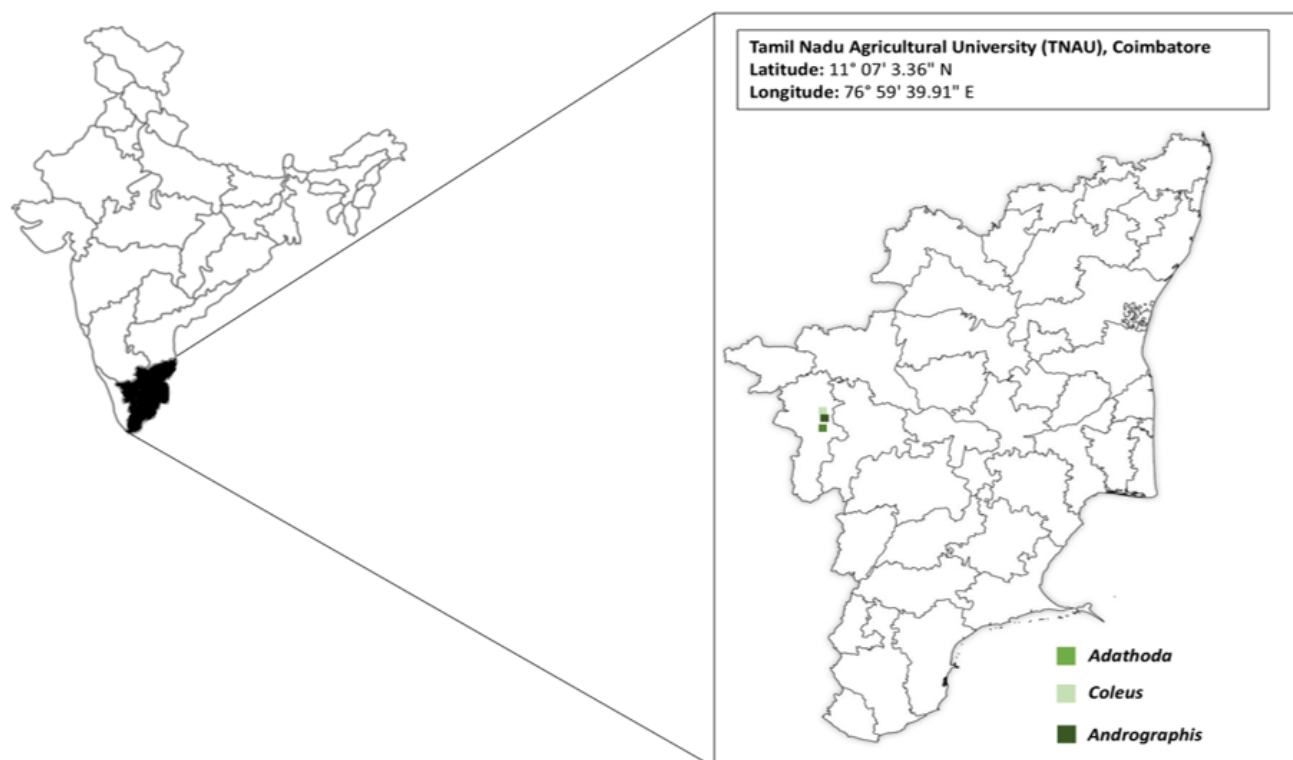 Tamil Nadu Agricultural University (TNAU), Coimbatore
Latitude: 11° 07' 3.36" N
Longitude: 76° 59' 39.91" E
Adathoda
Coleus
Andrographis